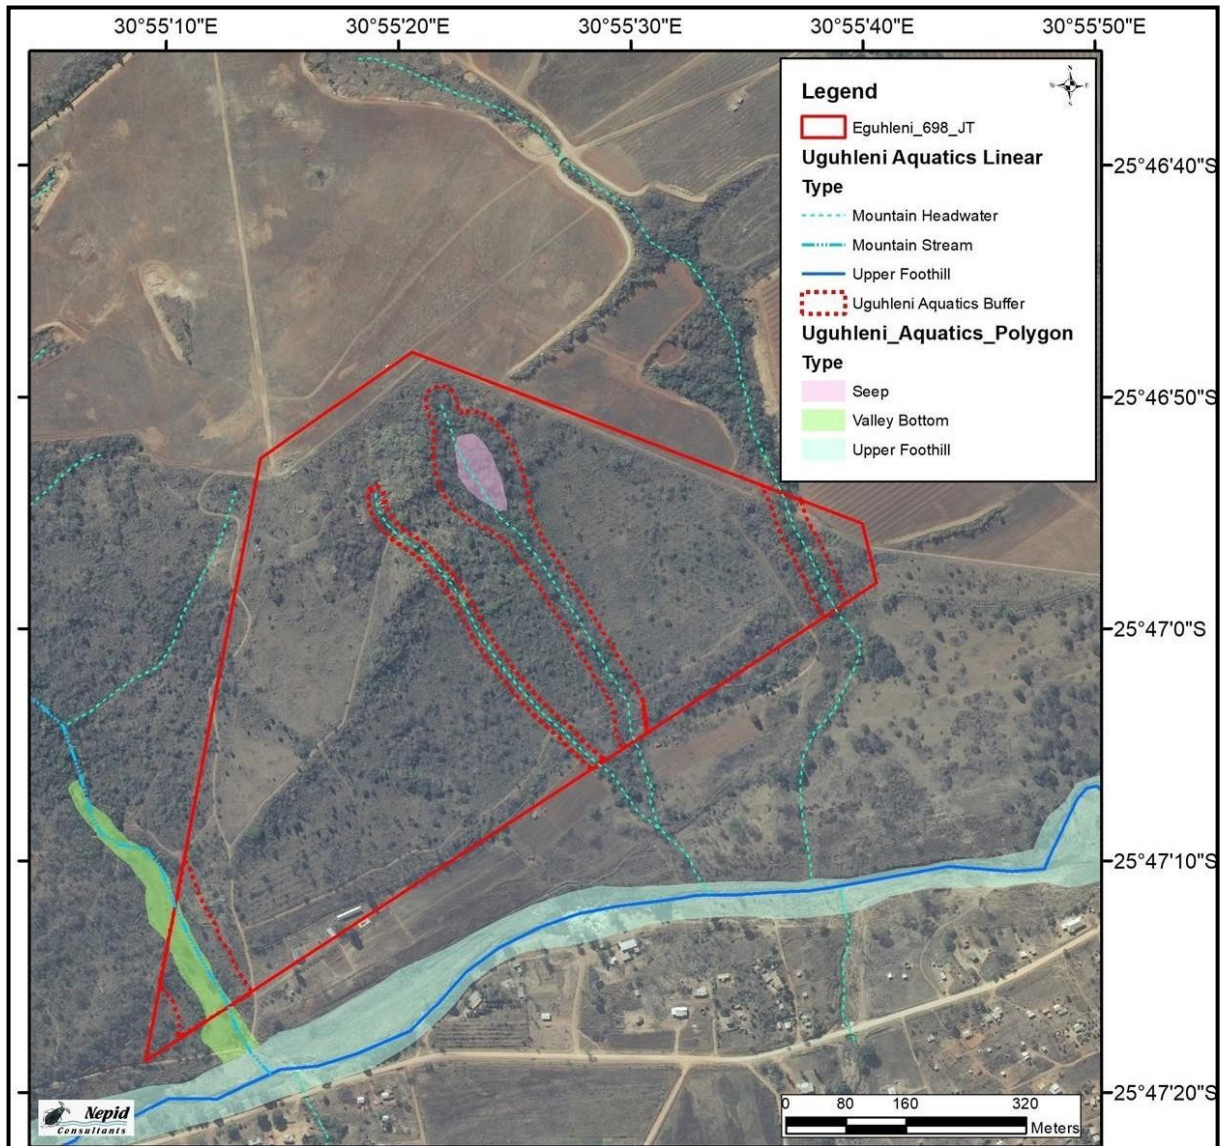 30°55'10"E 30°55'20"E 30°55'30"E 30°55'40"E 30°55'50"E
N
W E
S
Legend
Eguhleni_698_JT
Uguhleni Aquatics Linear
Type
Mountain Headwater
Mountain Stream
Upper Foothill
Uguhleni Aquatics Buffer
Uguhleni_Aquatics_Polygon
Type
Seep
Valley Bottom
Upper Foothill
25°46'40"S
25°46'50"S
25°47'0"S
25°47'10"S
25°47'20"S
Nepid
Consultants
0 80 160 320
Meters